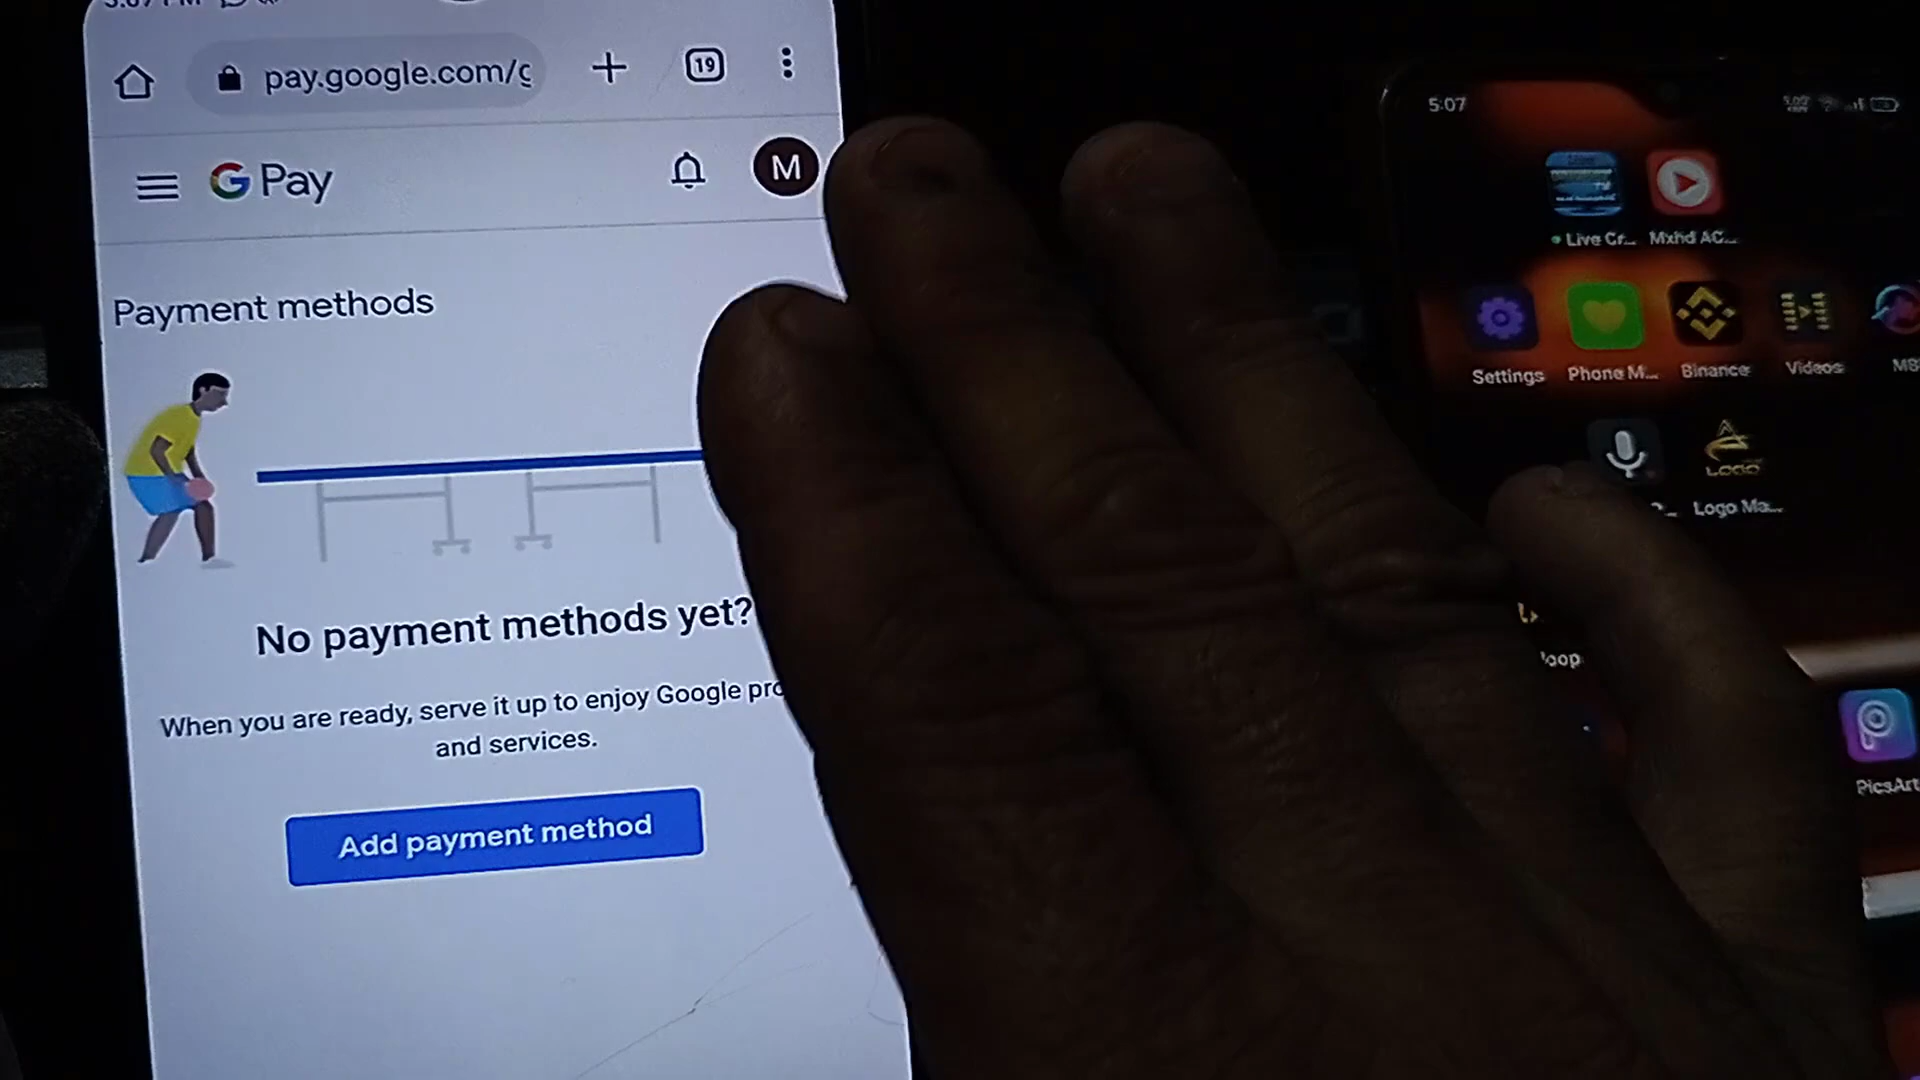 pay.google.com/g
19
G Pay
M
Payment methods
No payment methods yet?
When you are ready, serve it up to enjoy Google pro
and services.
Add payment method
5:07
Live Cr...
Mxhd AC...
Settings
Phone M...
Binance
Videos
LOGO
Logo Ma...
PicsArt